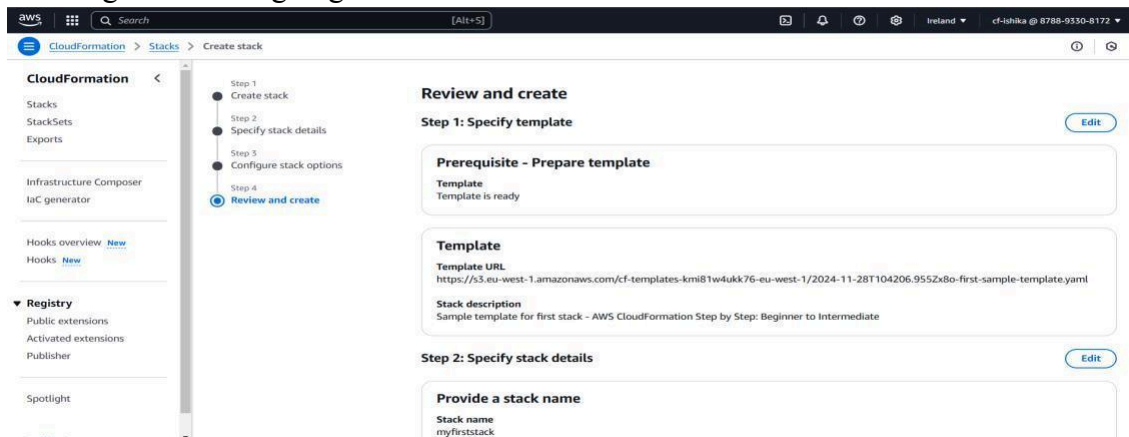 aws
Search
[Alt+S]
Ireland
cf-ishika @ 8788-9330-8172
CloudFormation > Stacks > Create stack
CloudFormation
Stacks
StackSets
Exports
Infrastructure Composer
IaC generator
Hooks overview New
Hooks New
Registry
Public extensions
Activated extensions
Publisher
Spotlight
Step 1
Create stack
Step 2
Specify stack details
Step 3
Configure stack options
Step 4
Review and create
Review and create
Step 1: Specify template
Edit
Prerequisite - Prepare template
Template
Template is ready
Template
Template URL
https://s3.eu-west-1.amazonaws.com/cf-templates-kmi81w4ukk76-eu-west-1/2024-11-28T104206.955Zx8o-first-sample-template.yaml
Stack description
Sample template for first stack - AWS CloudFormation Step by Step: Beginner to Intermediate
Step 2: Specify stack details
Edit
Provide a stack name
Stack name
myfirststack